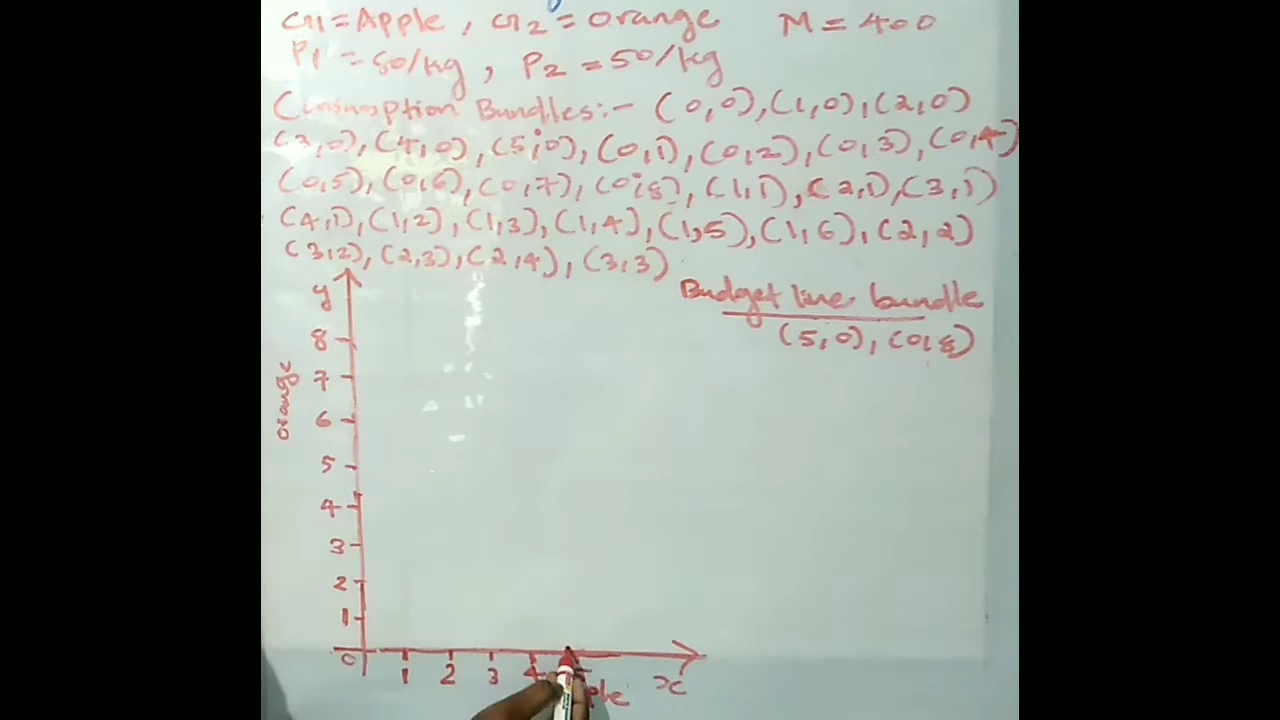 G1 = Apple, G2 = orange M = 400
P1 = 80/kg, P2 = 50/kg
Consumption Bundles:- (0,0), (1,0), (2,0)
(3,0), (4,0), (5,0), (0,1), (0,2), (0,3), (0,4)
(0,5), (0,6), (0,7), (0,8), (1,1), (2,1), (3,1)
(4,1), (1,2), (1,3), (1,4), (1,5), (1,6), (2,2)
(3,2), (2,3), (2,4), (3,3)
Budget line bundle
(5,0), (0,8)
y
8
7
6
5
4
3
2
1
orange
0 1 2 3 4 x